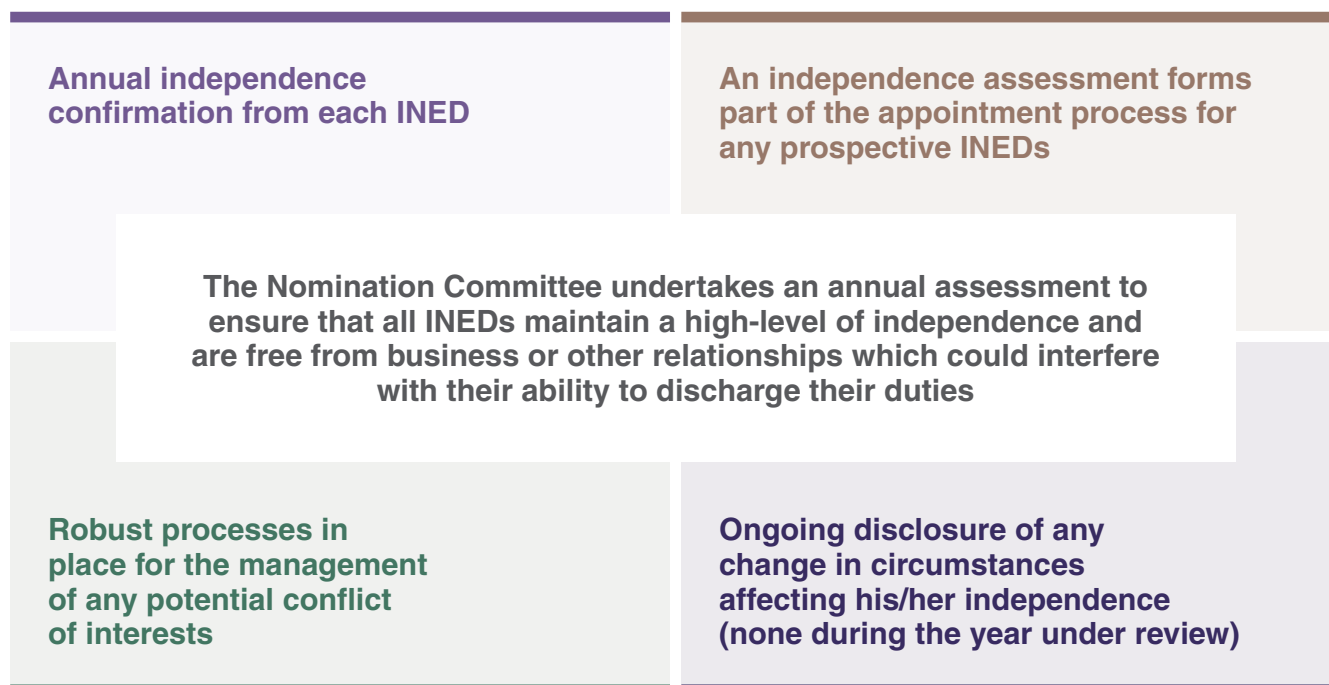 Annual independence
confirmation from each INED
An independence assessment forms
part of the appointment process for
any prospective INEDs
The Nomination Committee undertakes an annual assessment to
ensure that all INEDs maintain a high-level of independence and
are free from business or other relationships which could interfere
with their ability to discharge their duties
Robust processes in
place for the management
of any potential conflict
of interests
Ongoing disclosure of any
change in circumstances
affecting his/her independence
(none during the year under review)